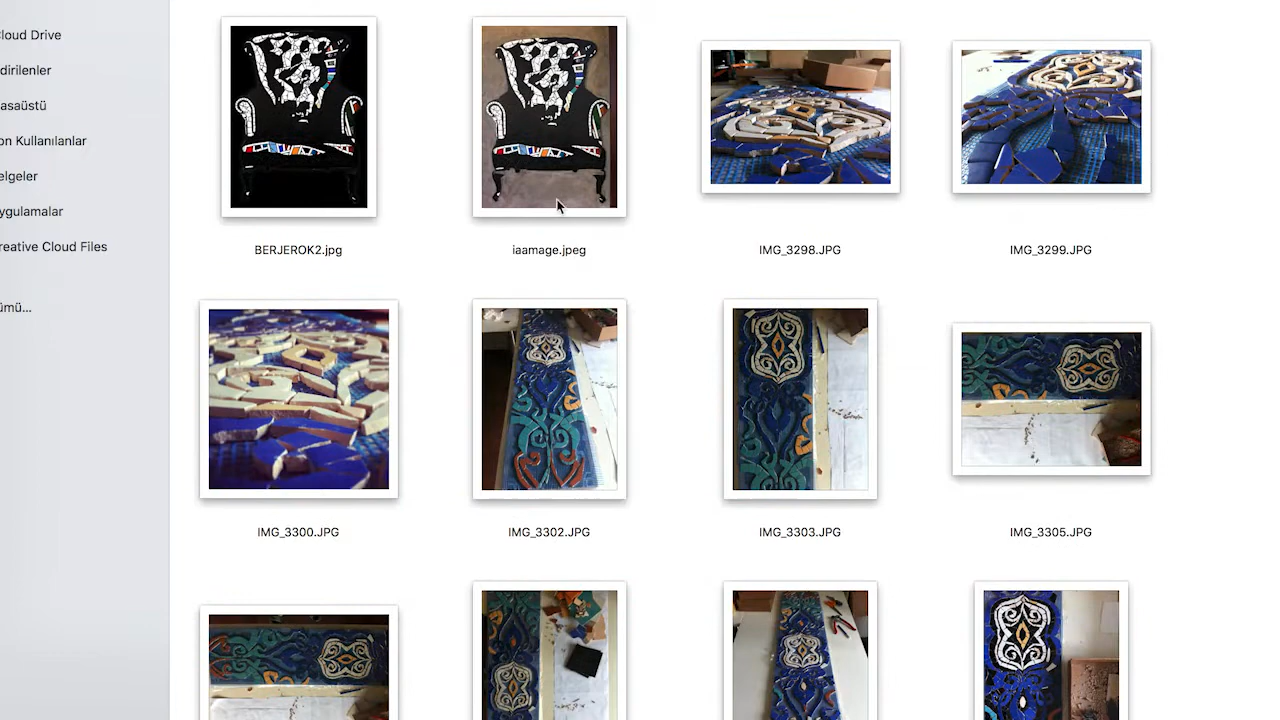 Cloud Drive
dirilenler
asaüstü
on Kullanılanlar
elgeler
ygulamalar
reative Cloud Files
ümü...
BERJEROK2.jpg
iaamage.jpeg
IMG_3298.JPG
IMG_3299.JPG
IMG_3300.JPG
IMG_3302.JPG
IMG_3303.JPG
IMG_3305.JPG